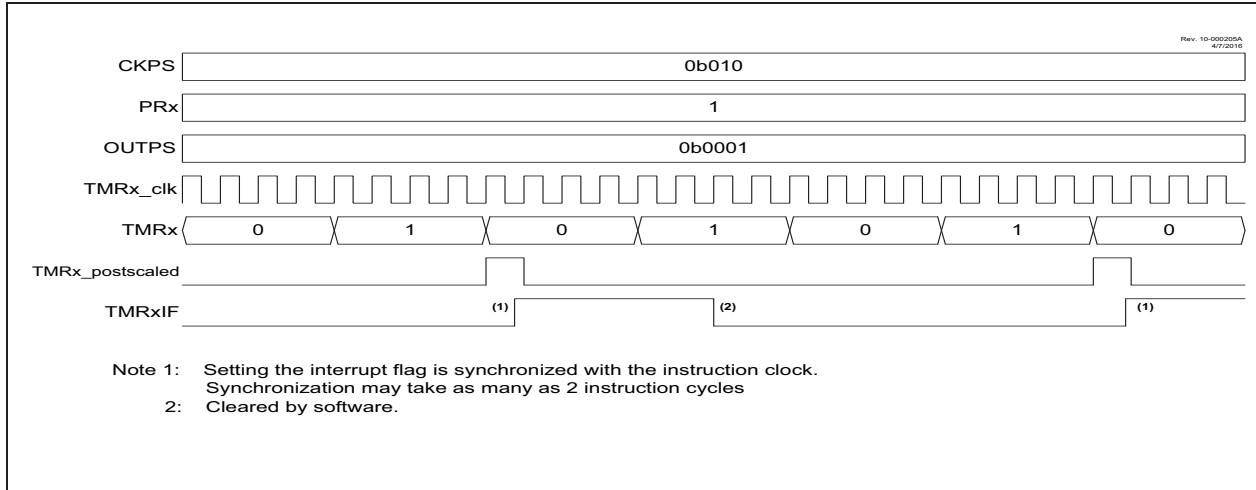 Rev. 10-000205A
4/7/2016
CKPS 0b010
PRx 1
OUTPS 0b0001
TMRx_clk
TMRx 0 1 0 1 0 1 0
TMRx_postscaled
TMRxIF (1) (2) (1)
Note 1: Setting the interrupt flag is synchronized with the instruction clock.
Synchronization may take as many as 2 instruction cycles
2: Cleared by software.